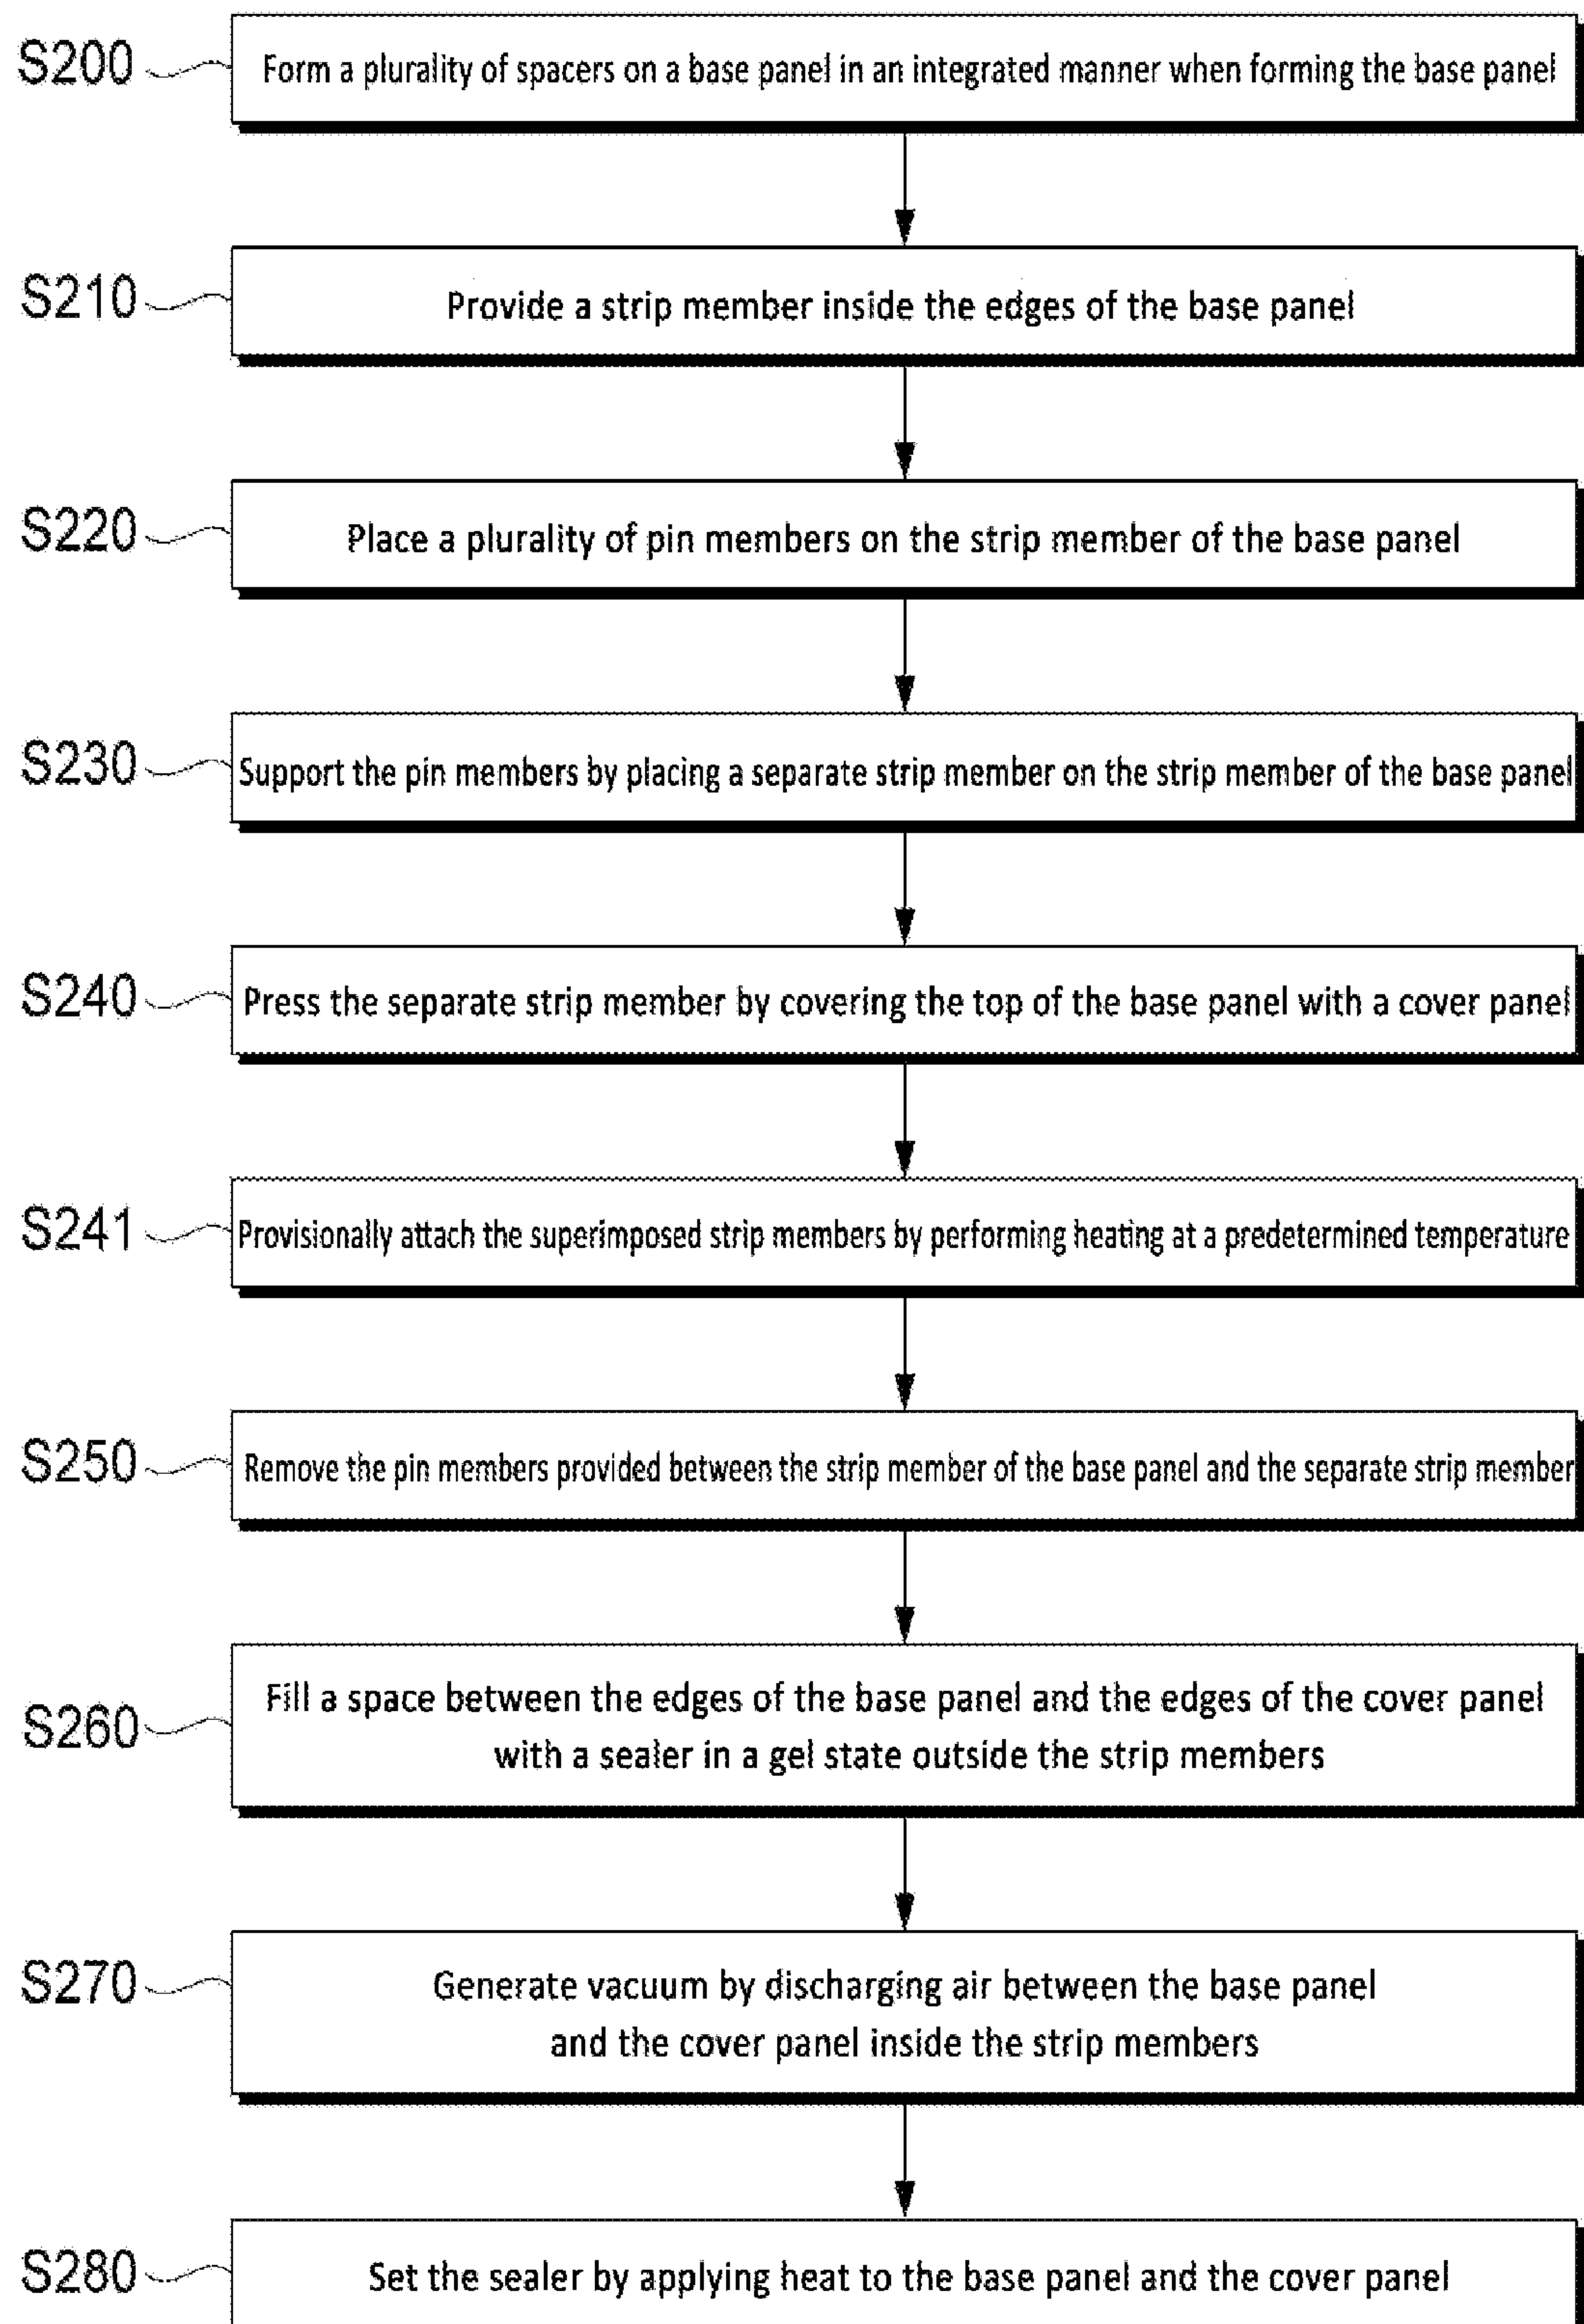 S200
Form a plurality of spacers on a base panel in an integrated manner when forming the base panel
S210
Provide a strip member inside the edges of the base panel
S220
Place a plurality of pin members on the strip member of the base panel
S230
Support the pin members by placing a separate strip member on the strip member of the base panel
S240
Press the separate strip member by covering the top of the base panel with a cover panel
S241
Provisionally attach the superimposed strip members by performing heating at a predetermined temperature
S250
Remove the pin members provided between the strip member of the base panel and the separate strip member
S260
Fill a space between the edges of the base panel and the edges of the cover panel
with a sealer in a gel state outside the strip members
S270
Generate vacuum by discharging air between the base panel
and the cover panel inside the strip members
S280
Set the sealer by applying heat to the base panel and the cover panel